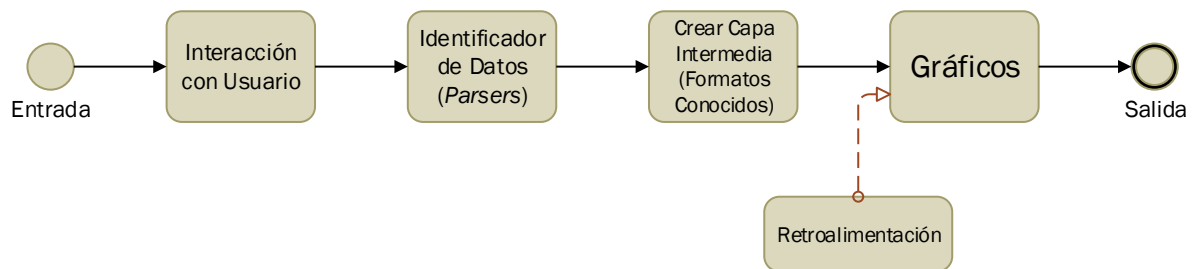 Entrada
Interacción
con Usuario
Identificador
de Datos
(Parsers)
Crear Capa
Intermedia
(Formatos
Conocidos)
Gráficos
Salida
Retroalimentación